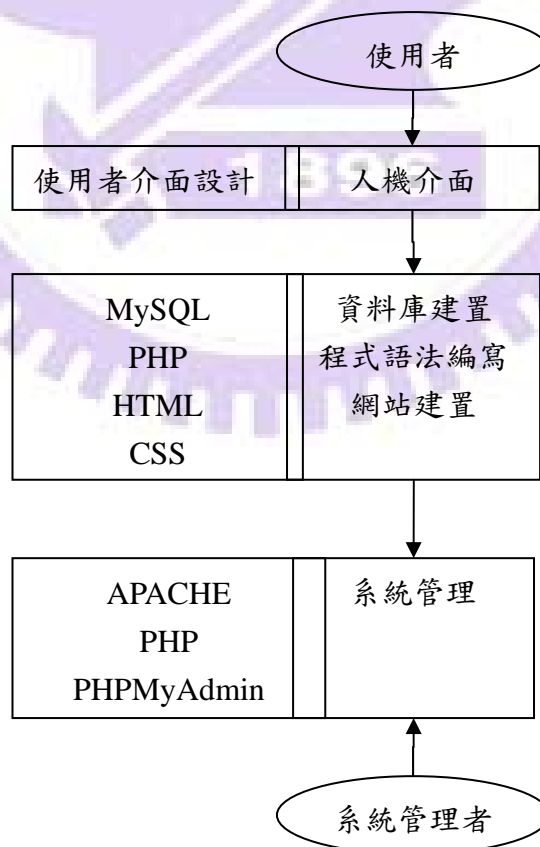 使用者
使用者介面設計 人機介面
1896
MySQL 資料庫建置
PHP 程式語法編寫
HTML 網站建置
CSS
APACHE 系統管理
PHP
PHPMyAdmin
系統管理者